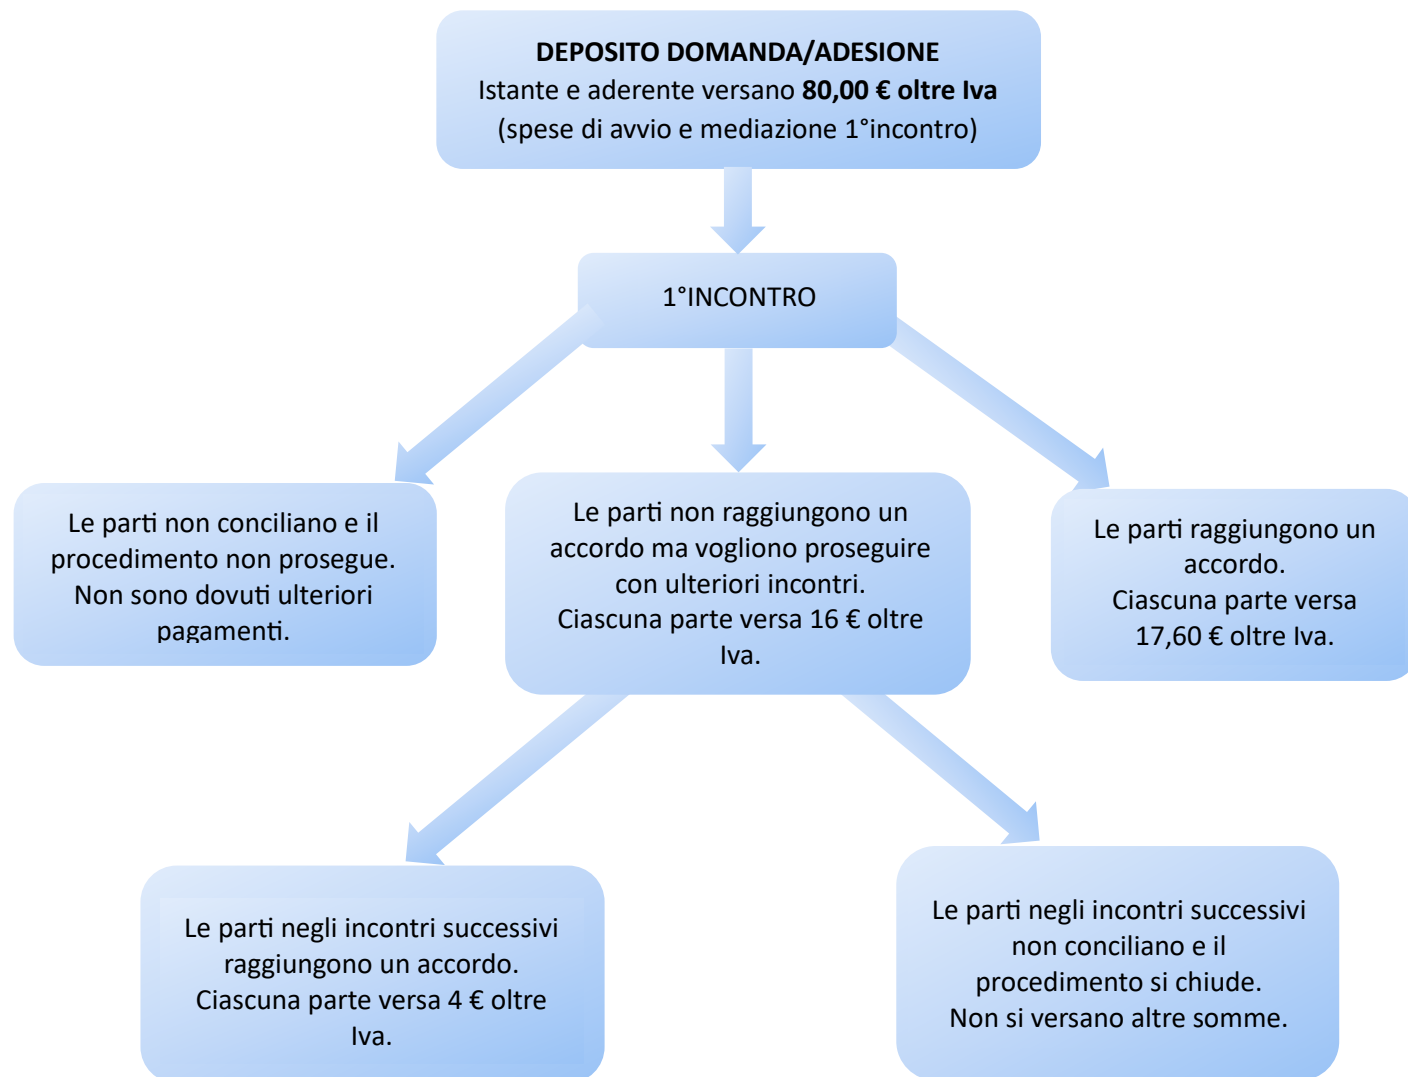 DEPOSITO DOMANDA/ADESIONE
Istante e aderente versano 80,00 € oltre Iva
(spese di avvio e mediazione 1°incontro)
1°INCONTRO
Le parti non conciliano e il
procedimento non prosegue.
Non sono dovuti ulteriori
pagamenti.
Le parti non raggiungono un
accordo ma vogliono proseguire
con ulteriori incontri.
Ciascuna parte versa 16 € oltre
Iva.
Le parti raggiungono un
accordo.
Ciascuna parte versa
17,60 € oltre Iva.
Le parti negli incontri successivi
raggiungono un accordo.
Ciascuna parte versa 4 € oltre
Iva.
Le parti negli incontri successivi
non conciliano e il
procedimento si chiude.
Non si versano altre somme.